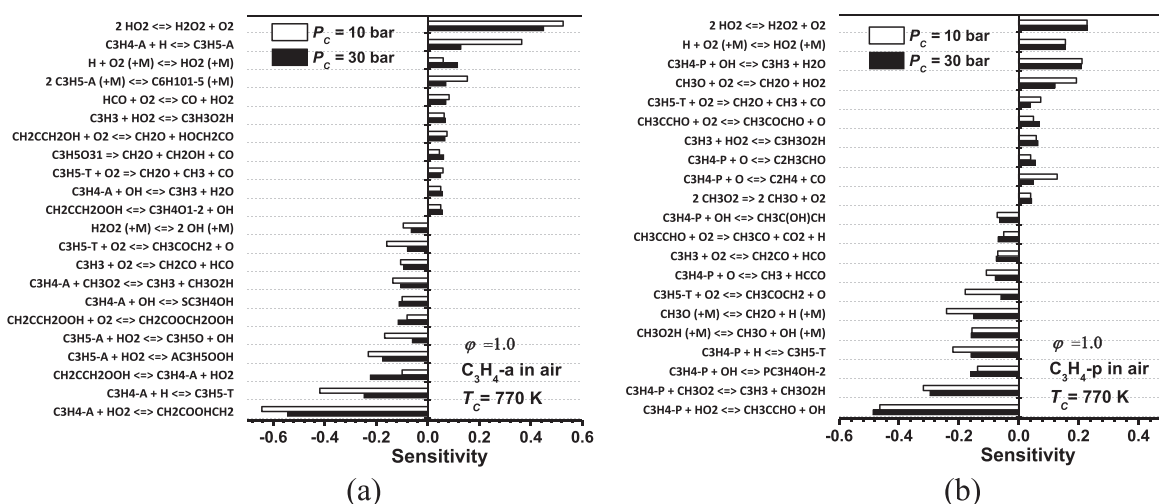 2 HO2 <=> H2O2 + O2
C3H4-A + H <=> C3H5-A
H + O2 (+M) <=> HO2 (+M)
2 C3H5-A (+M) <=> C6H101-5 (+M)
HCO + O2 <=> CO + HO2
C3H3 + HO2 <=> C3H3O2H
CH2CCH2OH + O2 <=> CH2O + HOCH2CO
C3H5O31 => CH2O + CH2OH + CO
C3H5-T + O2 <=> CH2O + CH3 + CO
C3H4-A + OH <=> C3H3 + H2O
CH2CCH2OOH <=> C3H4O1-2 + OH
H2O2 (+M) <=> 2 OH (+M)
C3H5-T + O2 <=> CH3COCH2 + O
C3H3 + O2 <=> CH2CO + HCO
C3H4-A + CH3O2 <=> C3H3 + CH3O2H
C3H4-A + OH <=> SC3H4OH
CH2CCH2OOH + O2 <=> CH2COOCH2OOH
C3H5-A + HO2 <=> C3H5O + OH
C3H5-A + HO2 <=> AC3H5OOH
CH2CCH2OOH <=> C3H4-A + HO2
C3H4-A + H <=> C3H5-T
C3H4-A + HO2 <=> CH2COOHCH2
P_C = 10 bar
P_C = 30 bar
φ =1.0
C3H4-a in air
T_C= 770 K
-0.6 -0.4 -0.2 0.0 0.2 0.4 0.6
Sensitivity
(a)
2 HO2 <=> H2O2 + O2
H + O2 (+M) <=> HO2 (+M)
C3H4-P + OH <=> C3H3 + H2O
CH3O + O2 <=> CH2O + HO2
C3H5-T + O2 <=> CH2O + CH3 + CO
CH3CCHO + O2 <=> CH3COCHO + O
C3H3 + HO2 <=> C3H3O2H
C3H4-P + O <=> C2H3CHO
C3H4-P + O <=> C2H4 + CO
2 CH3O2 => 2 CH3O + O2
C3H4-P + OH <=> CH3C(OH)CH
CH3CCHO + O2 => CH3CO + CO2 + H
C3H3 + O2 <=> CH2CO + HCO
C3H4-P + O <=> CH3 + HCCO
C3H5-T + O2 <=> CH3COCH2 + O
CH3O (+M) <=> CH2O + H (+M)
CH3O2H (+M) <=> CH3O + OH (+M)
C3H4-P + H <=> C3H5-T
C3H4-P + OH <=> PC3H4OH-2
C3H4-P + CH3O2 <=> C3H3 + CH3O2H
C3H4-P + HO2 <=> CH3CCHO + OH
P_C = 10 bar
P_C = 30 bar
φ =1.0
C3H4-p in air
T_C= 770 K
-0.6 -0.4 -0.2 0.0 0.2 0.4
Sensitivity
(b)